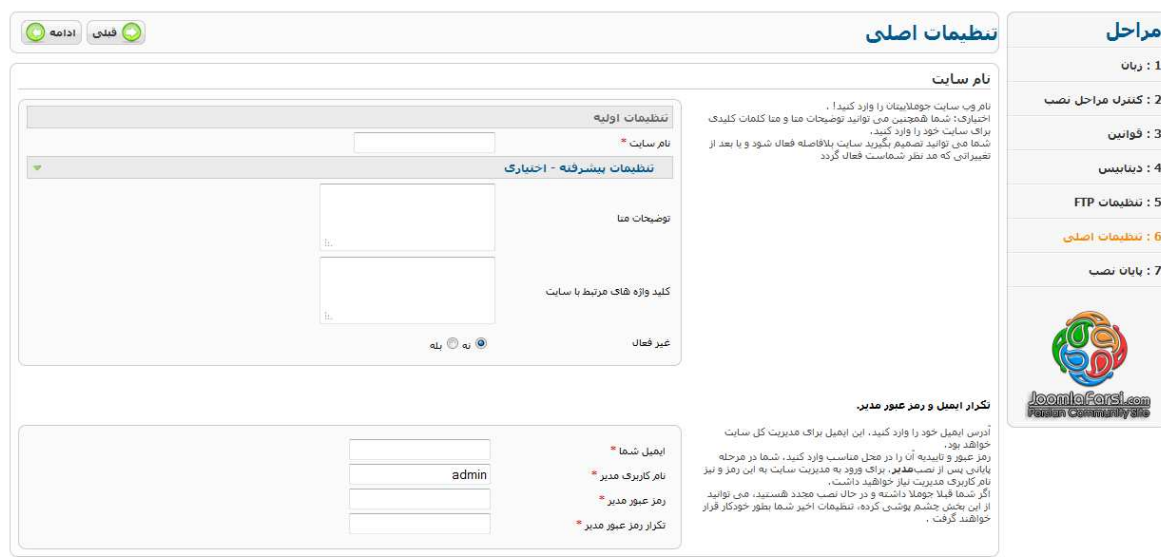 مراحل
1 : زبان
2 : کنترل مراحل نصب
3 : قوانین
4 : دیتابیس
5 : تنظیمات FTP
6 : تنظیمات اصلی
7 : پایان نصب
JoomlaFarsi.com
Persian Community Site
تنظیمات اصلی
قبلی
ادامه
نام سایت
نام وب سایت جوملاییتان را وارد کنید! .
اختیاری: شما همچنین می توانید توضیحات متا و متا کلمات کلیدی
برای سایت خود را وارد کنید.
شما می توانید تصمیم بگیرید سایت بلافاصله فعال شود و یا بعد از
تغییراتی که مد نظر شماست فعال گردد
تنظیمات اولیه
نام سایت *
تنظیمات پیشرفته - اختیاری
توضیحات متا
کلید واژه های مرتبط با سایت
غیر فعال
نه بله
تکرار ایمیل و رمز عبور مدیر.
آدرس ایمیل خود را وارد کنید. این ایمیل برای مدیریت کل سایت
خواهد بود.
رمز عبور و تاییدیه آن را در محل مناسب وارد کنید. شما در مرحله
پایانی پس از نصب مدیر، برای ورود به مدیریت سایت به این رمز و نیز
نام کاربری مدیریت نیاز خواهید داشت.
اگر شما قبلا جوملا داشته و در حال نصب مجدد هستید، می توانید
از این بخش چشم پوشی کرده، تنظیمات اخیر شما بطور خودکار قرار
خواهند گرفت .
ایمیل شما *
نام کاربری مدیر *
admin
رمز عبور مدیر *
تکرار رمز عبور مدیر *